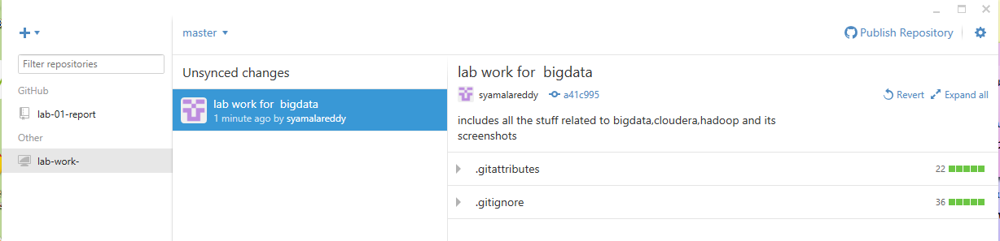 master
Publish Repository
Filter repositories
GitHub
lab-01-report
Other
lab-work-
Unsynced changes
lab work for bigdata
1 minute ago by syamalareddy
lab work for bigdata
syamalareddy a41c995
Revert Expand all
includes all the stuff related to bigdata,cloudera,hadoop and its
screenshots
.gitattributes 22
.gitignore 36